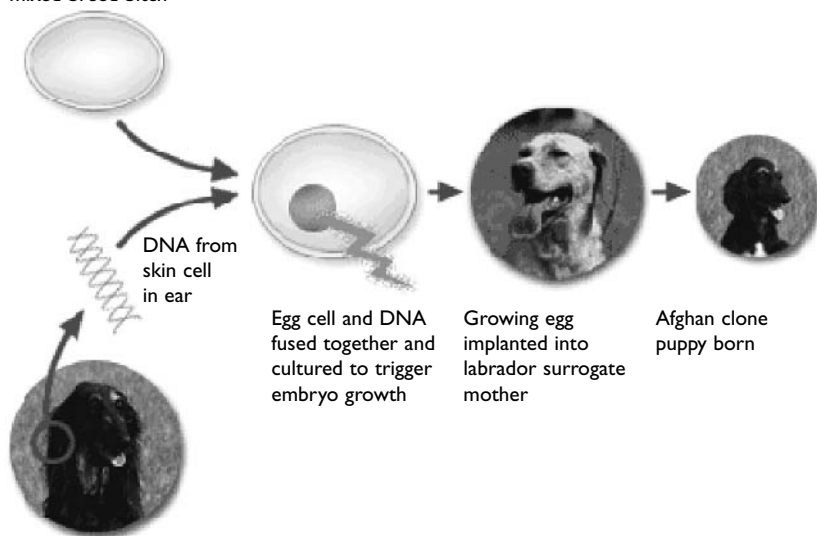 DNA from
skin cell
in ear
Egg cell and DNA
fused together and
cultured to trigger
embryo growth
Growing egg
implanted into
labrador surrogate
mother
Afghan clone
puppy born